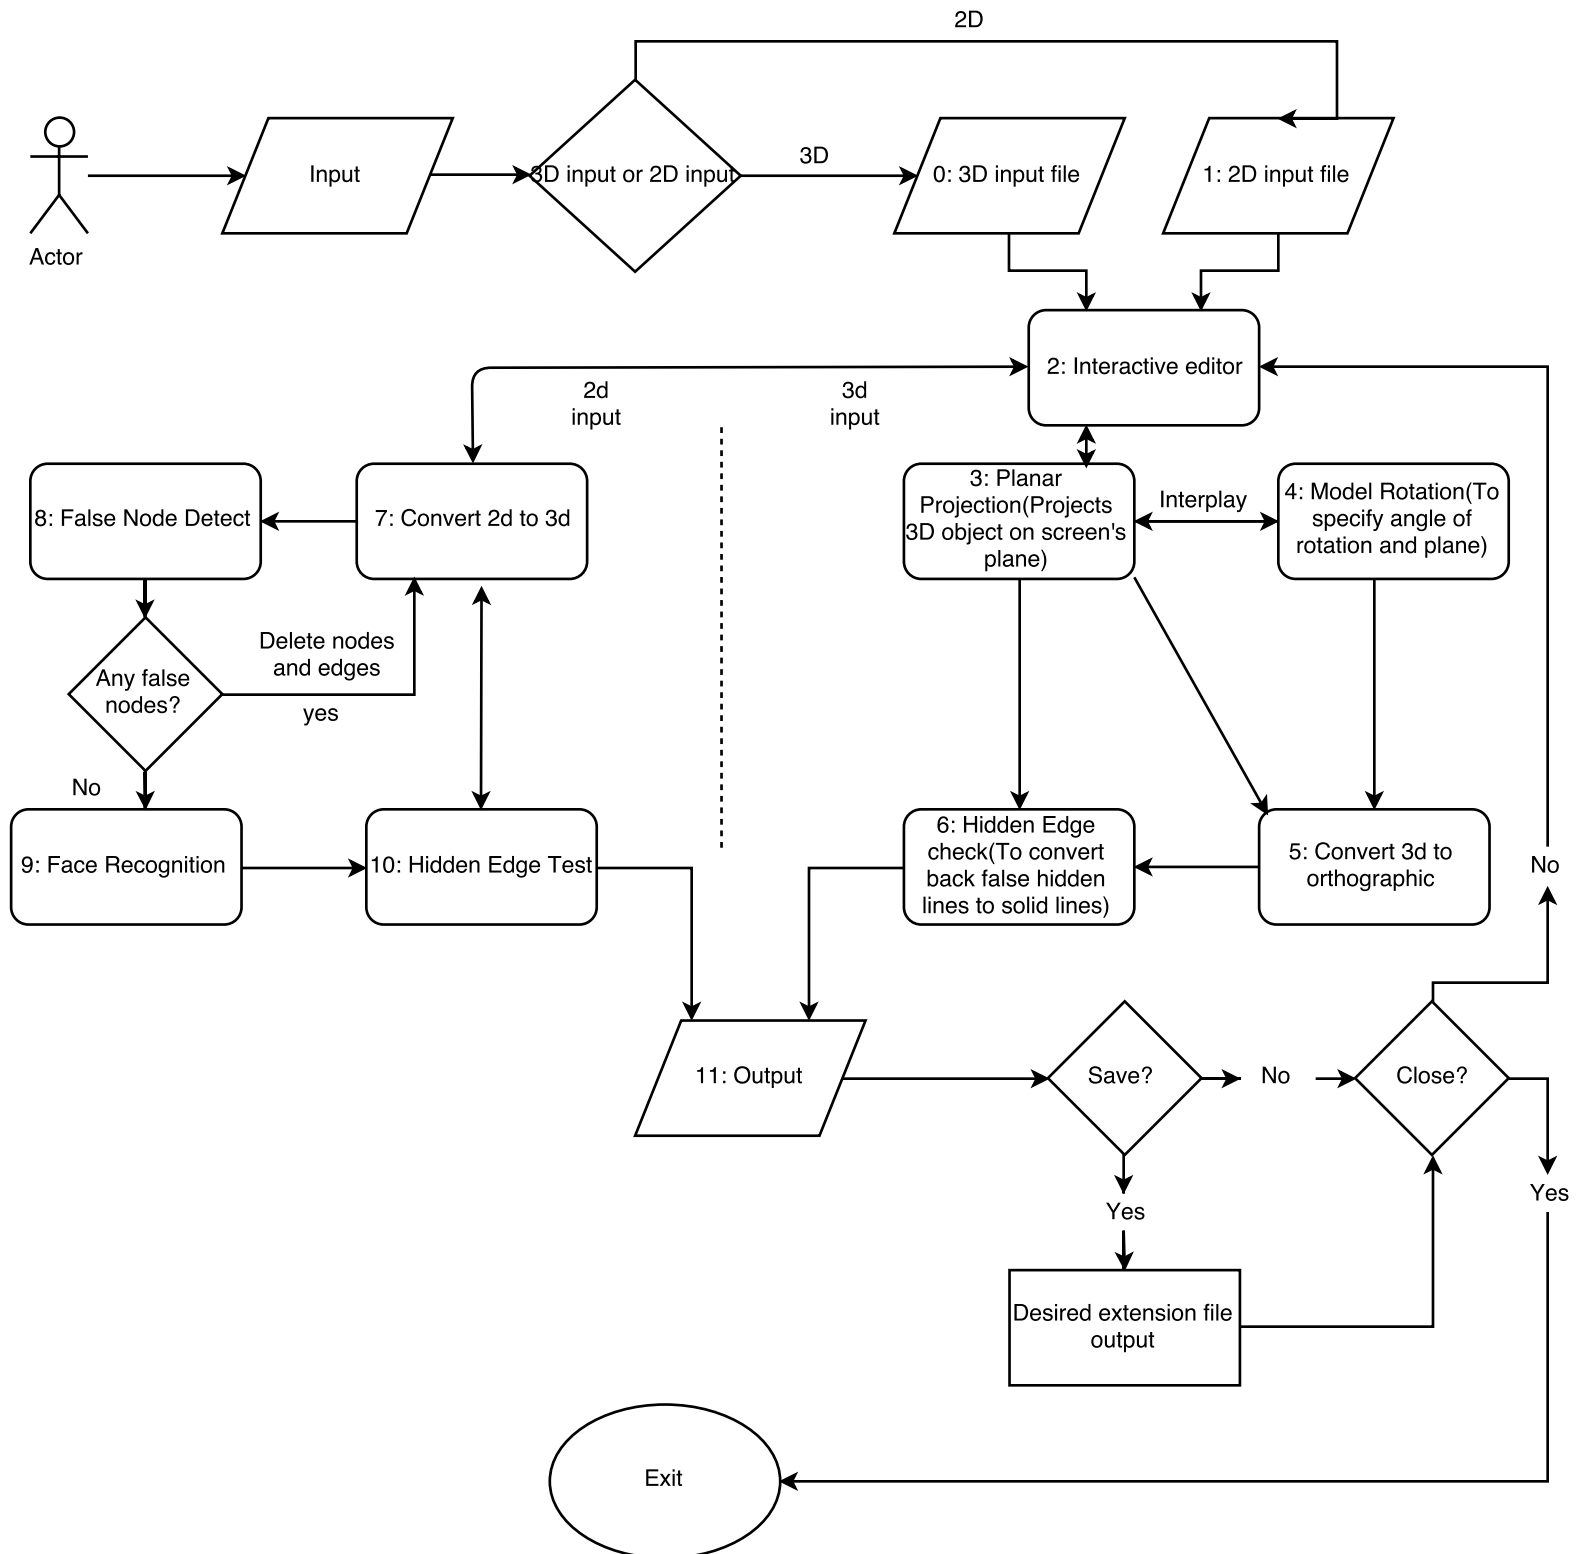 2D
3D input or 2D input
3D
Input
0: 3D input file
1: 2D input file
Actor
2: Interactive editor
2d
input
3d
input
8: False Node Detect
7: Convert 2d to 3d
3: Planar
Projection(Projects
3D object on screen's
plane)
Interplay
4: Model Rotation(To
specify angle of
rotation and plane)
Delete nodes
and edges
Any false
nodes?
yes
No
9: Face Recognition
10: Hidden Edge Test
6: Hidden Edge
check(To convert
back false hidden
lines to solid lines)
5: Convert 3d to
orthographic
No
11: Output
Save?
No
Close?
Yes
Yes
Desired extension file
output
Exit